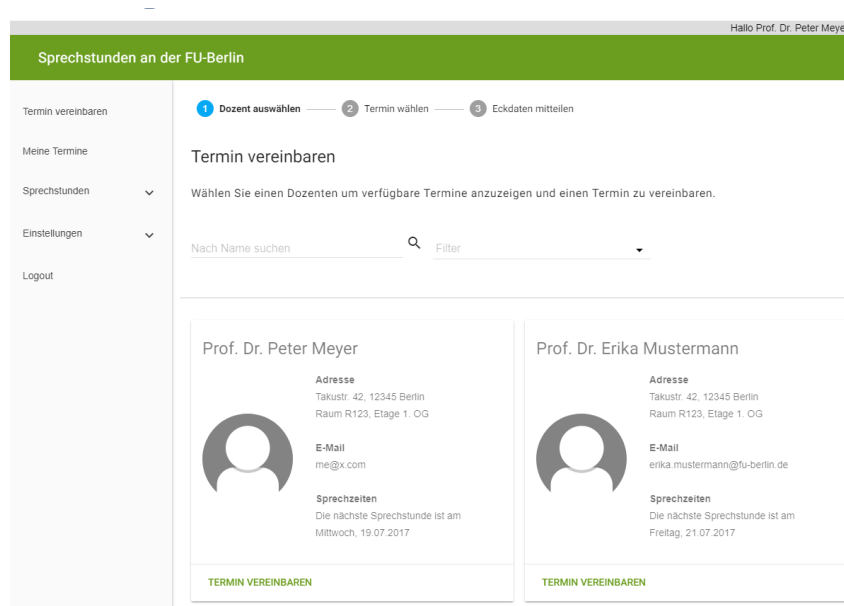 Hallo Prof. Dr. Peter Meye
Sprechstunden an der FU-Berlin
Termin vereinbaren
Meine Termine
Sprechstunden
Einstellungen
Logout
1 Dozent auswählen 2 Termin wählen 3 Eckdaten mitteilen
Termin vereinbaren
Wählen Sie einen Dozenten um verfügbare Termine anzuzeigen und einen Termin zu vereinbaren.
Nach Name suchen Filter
Prof. Dr. Peter Meyer
Adresse
Takustr. 42, 12345 Berlin
Raum R123, Etage 1. OG
E-Mail
me@x.com
Sprechzeiten
Die nächste Sprechstunde ist am
Mittwoch, 19.07.2017
TERMIN VEREINBAREN
Prof. Dr. Erika Mustermann
Adresse
Takustr. 42, 12345 Berlin
Raum R123, Etage 1. OG
E-Mail
erika.mustermann@fu-berlin.de
Sprechzeiten
Die nächste Sprechstunde ist am
Freitag, 21.07.2017
TERMIN VEREINBAREN